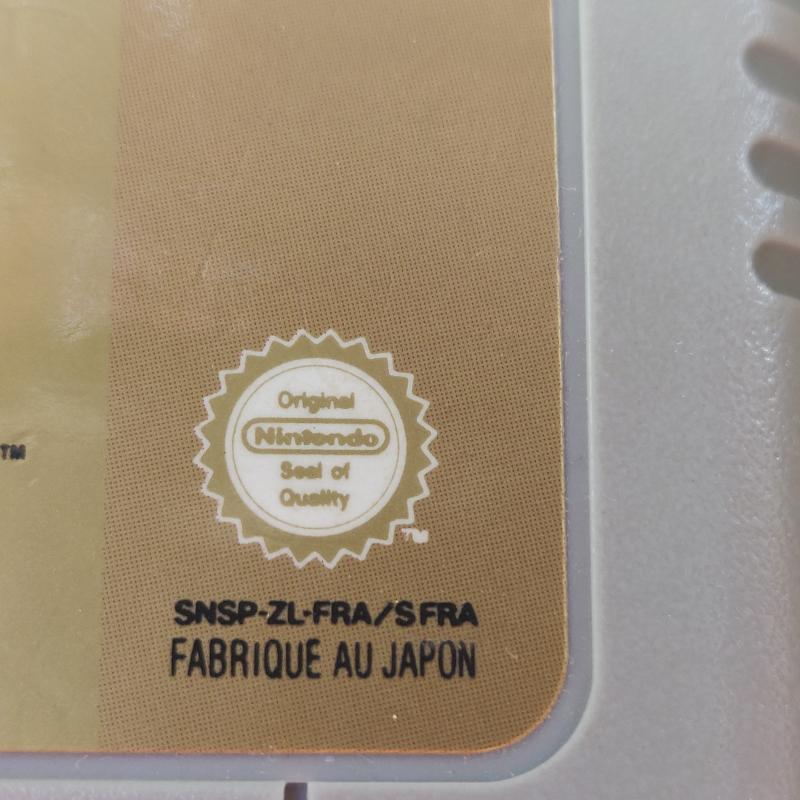 TM
Original
Nintendo
Seal of
Quality
TM
SNSP-ZL-FRA/SFRA
FABRIQUE AU JAPON